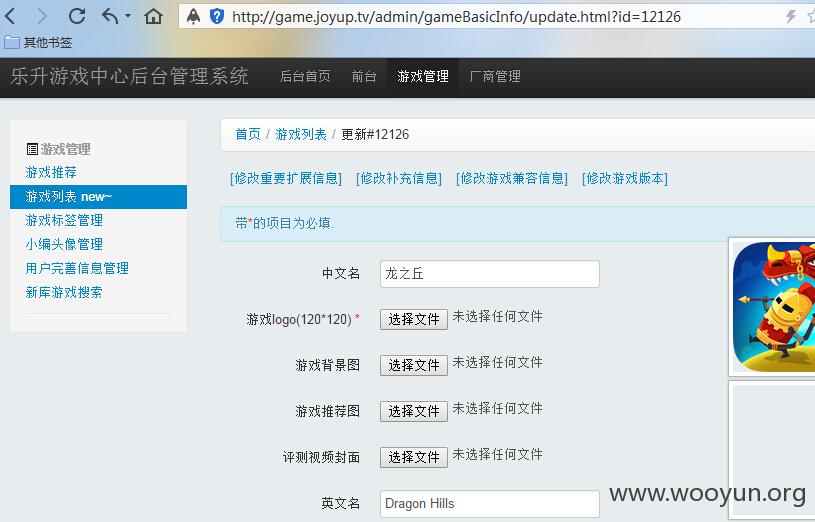 http://game.joyup.tv/admin/gameBasicInfo/update.html?id=12126
其他书签
乐升游戏中心后台管理系统 后台首页 前台 游戏管理 厂商管理
游戏管理
游戏推荐
游戏列表 new~
游戏标签管理
小编头像管理
用户完善信息管理
新库游戏搜索
首页 / 游戏列表 / 更新#12126
[修改重要扩展信息] [修改补充信息] [修改游戏兼容信息] [修改游戏版本]
带*的项目为必填.
中文名 龙之丘
游戏logo(120*120) * 选择文件 未选择任何文件
游戏背景图 选择文件 未选择任何文件
游戏推荐图 选择文件 未选择任何文件
评测视频封面 选择文件 未选择任何文件
英文名 Dragon Hills
www.wooyun.org